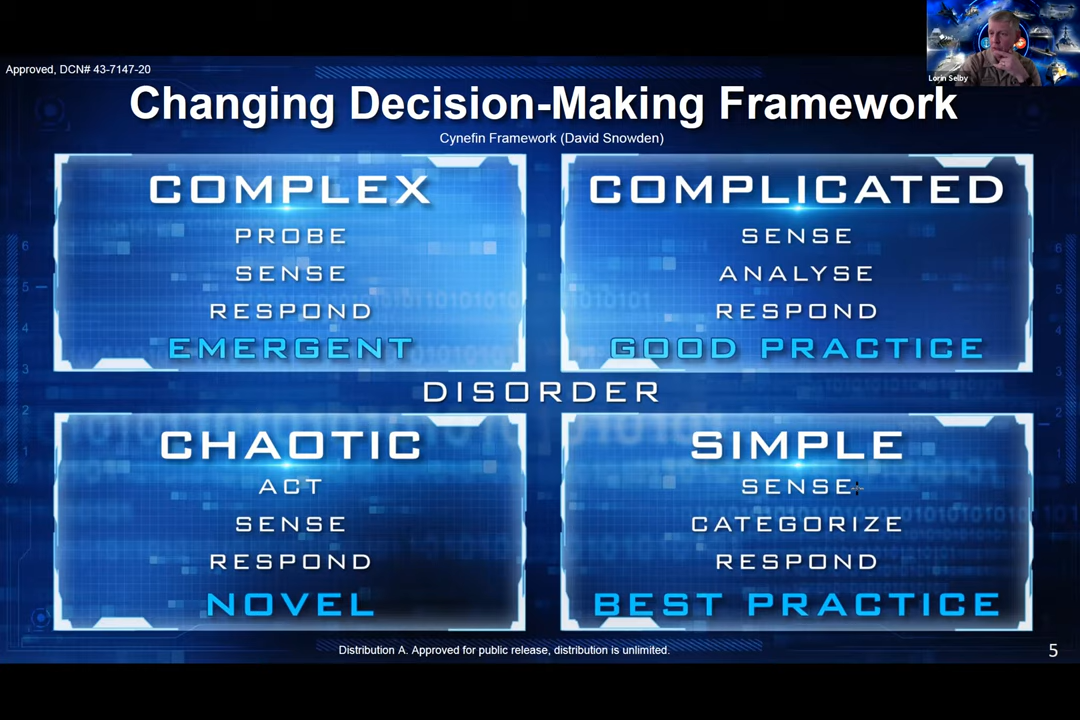 Approved, DCN# 43-7147-20
Lorin Selby
Changing Decision-Making Framework
Cynefin Framework (David Snowden)
COMPLEX
PROBE
SENSE
RESPOND
EMERGENT
COMPLICATED
SENSE
ANALYSE
RESPOND
GOOD PRACTICE
DISORDER
CHAOTIC
ACT
SENSE
RESPOND
NOVEL
SIMPLE
SENSE
CATEGORIZE
RESPOND
BEST PRACTICE
Distribution A. Approved for public release, distribution is unlimited.
5